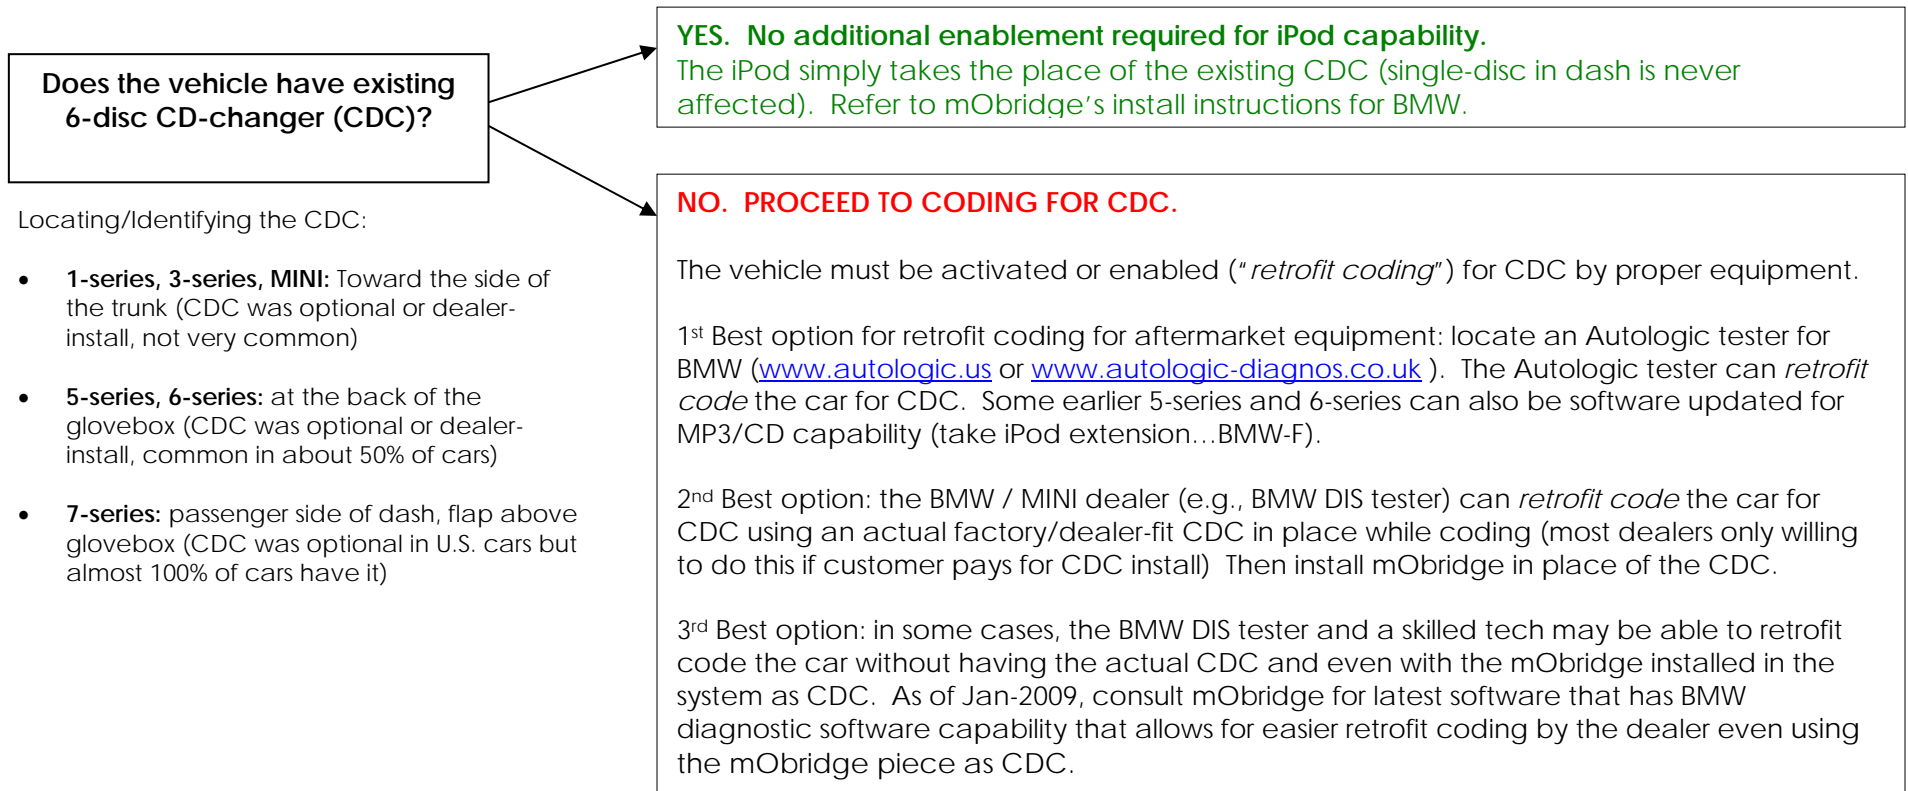 Does the vehicle have existing
6-disc CD-changer (CDC)?
YES.  No additional enablement required for iPod capability.
The iPod simply takes the place of the existing CDC (single-disc in dash is never
affected).  Refer to mObridge's install instructions for BMW.
Locating/Identifying the CDC:
• 1-series, 3-series, MINI: Toward the side of
the trunk (CDC was optional or dealer-
install, not very common)
• 5-series, 6-series: at the back of the
glovebox (CDC was optional or dealer-
install, common in about 50% of cars)
• 7-series: passenger side of dash, flap above
glovebox (CDC was optional in U.S. cars but
almost 100% of cars have it)
NO.  PROCEED TO CODING FOR CDC.
The vehicle must be activated or enabled ("retrofit coding") for CDC by proper equipment.
1st Best option for retrofit coding for aftermarket equipment: locate an Autologic tester for
BMW (www.autologic.us or www.autologic-diagnos.co.uk ).  The Autologic tester can retrofit
code the car for CDC.  Some earlier 5-series and 6-series can also be software updated for
MP3/CD capability (take iPod extension…BMW-F).
2nd Best option: the BMW / MINI dealer (e.g., BMW DIS tester) can retrofit code the car for
CDC using an actual factory/dealer-fit CDC in place while coding (most dealers only willing
to do this if customer pays for CDC install)  Then install mObridge in place of the CDC.
3rd Best option: in some cases, the BMW DIS tester and a skilled tech may be able to retrofit
code the car without having the actual CDC and even with the mObridge installed in the
system as CDC.  As of Jan-2009, consult mObridge for latest software that has BMW
diagnostic software capability that allows for easier retrofit coding by the dealer even using
the mObridge piece as CDC.